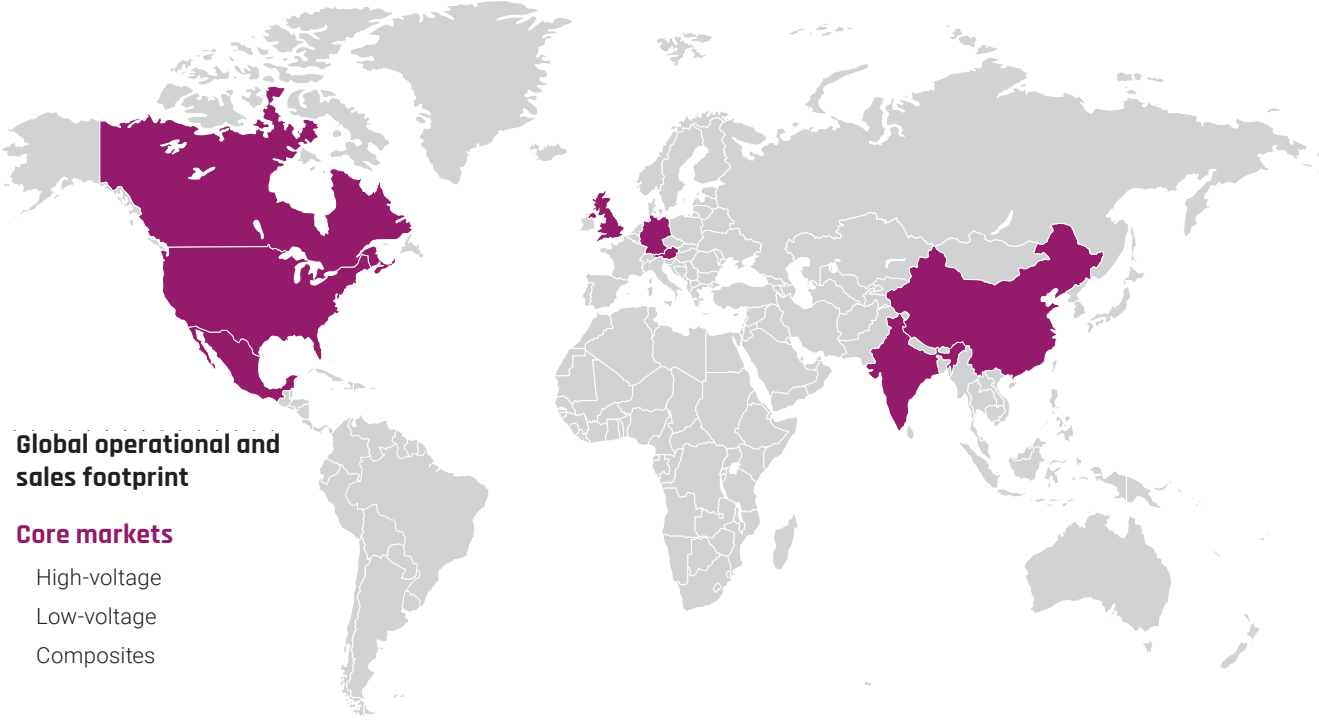 Global operational and
sales footprint
Core markets
High-voltage
Low-voltage
Composites